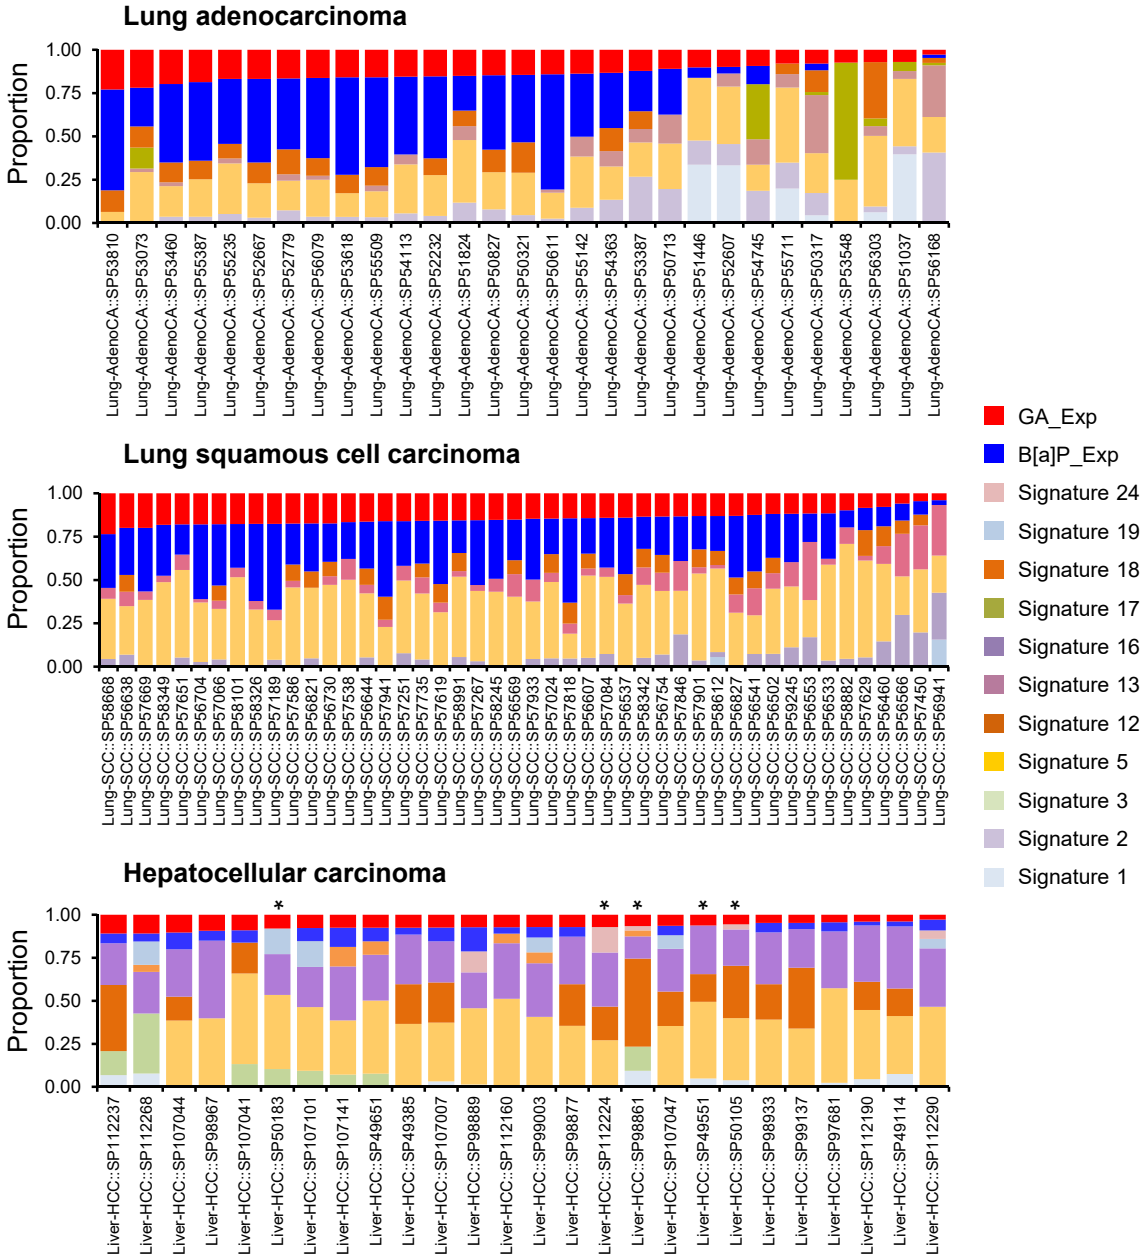 Lung adenocarcinoma
Proportion
1.00
0.75
0.50
0.25
0.00
Lung-AdenoCA::SP53810
Lung-AdenoCA::SP53073
Lung-AdenoCA::SP53460
Lung-AdenoCA::SP55387
Lung-AdenoCA::SP55235
Lung-AdenoCA::SP52667
Lung-AdenoCA::SP52779
Lung-AdenoCA::SP56079
Lung-AdenoCA::SP53618
Lung-AdenoCA::SP55509
Lung-AdenoCA::SP54113
Lung-AdenoCA::SP52232
Lung-AdenoCA::SP51824
Lung-AdenoCA::SP50827
Lung-AdenoCA::SP50321
Lung-AdenoCA::SP50611
Lung-AdenoCA::SP55142
Lung-AdenoCA::SP54363
Lung-AdenoCA::SP53387
Lung-AdenoCA::SP50713
Lung-AdenoCA::SP51446
Lung-AdenoCA::SP52607
Lung-AdenoCA::SP54745
Lung-AdenoCA::SP55711
Lung-AdenoCA::SP50317
Lung-AdenoCA::SP53548
Lung-AdenoCA::SP56303
Lung-AdenoCA::SP51037
Lung-AdenoCA::SP56168
Lung squamous cell carcinoma
Proportion
1.00
0.75
0.50
0.25
0.00
Lung-SCC::SP58668
Lung-SCC::SP56638
Lung-SCC::SP57669
Lung-SCC::SP58349
Lung-SCC::SP57651
Lung-SCC::SP56704
Lung-SCC::SP57066
Lung-SCC::SP58101
Lung-SCC::SP58326
Lung-SCC::SP57189
Lung-SCC::SP57586
Lung-SCC::SP56821
Lung-SCC::SP56730
Lung-SCC::SP57538
Lung-SCC::SP56644
Lung-SCC::SP57941
Lung-SCC::SP57251
Lung-SCC::SP57735
Lung-SCC::SP57619
Lung-SCC::SP58991
Lung-SCC::SP57267
Lung-SCC::SP58245
Lung-SCC::SP56569
Lung-SCC::SP57933
Lung-SCC::SP57024
Lung-SCC::SP57818
Lung-SCC::SP56607
Lung-SCC::SP57084
Lung-SCC::SP56537
Lung-SCC::SP58342
Lung-SCC::SP56754
Lung-SCC::SP57846
Lung-SCC::SP57901
Lung-SCC::SP58612
Lung-SCC::SP56827
Lung-SCC::SP56541
Lung-SCC::SP56502
Lung-SCC::SP59245
Lung-SCC::SP56553
Lung-SCC::SP56533
Lung-SCC::SP58882
Lung-SCC::SP57629
Lung-SCC::SP56460
Lung-SCC::SP56566
Lung-SCC::SP57450
Lung-SCC::SP56941
GA_Exp
B[a]P_Exp
Signature 24
Signature 19
Signature 18
Signature 17
Signature 16
Signature 13
Signature 12
Signature 5
Signature 3
Signature 2
Signature 1
Hepatocellular carcinoma
* * * * *
Proportion
1.00
0.75
0.50
0.25
0.00
Liver-HCC::SP112237
Liver-HCC::SP112268
Liver-HCC::SP107044
Liver-HCC::SP98967
Liver-HCC::SP107041
Liver-HCC::SP50183
Liver-HCC::SP107101
Liver-HCC::SP107141
Liver-HCC::SP49651
Liver-HCC::SP49385
Liver-HCC::SP107007
Liver-HCC::SP98889
Liver-HCC::SP112160
Liver-HCC::SP99003
Liver-HCC::SP98877
Liver-HCC::SP112224
Liver-HCC::SP98861
Liver-HCC::SP107047
Liver-HCC::SP49551
Liver-HCC::SP50105
Liver-HCC::SP98933
Liver-HCC::SP99137
Liver-HCC::SP97681
Liver-HCC::SP112190
Liver-HCC::SP49114
Liver-HCC::SP112290